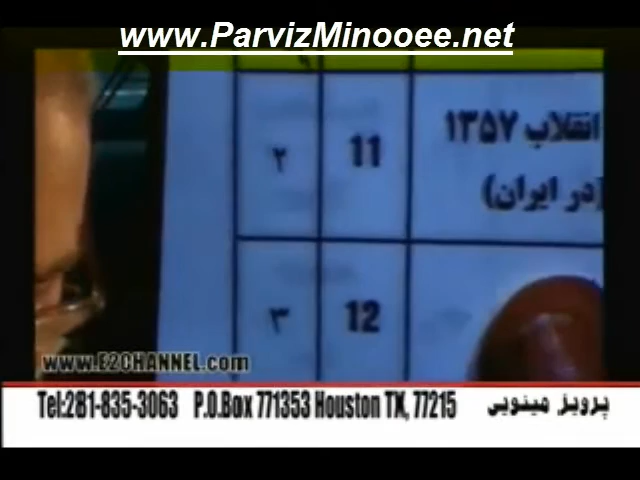 www.ParvizMinooee.net
انقلاب ۱۳۵۷
11
۲
(در ایران)
12
۳
www.E2CHANNEL.com
Tel:281-835-3063 P.O.Box 771353 Houston TX, 77215 پرویز مینویی